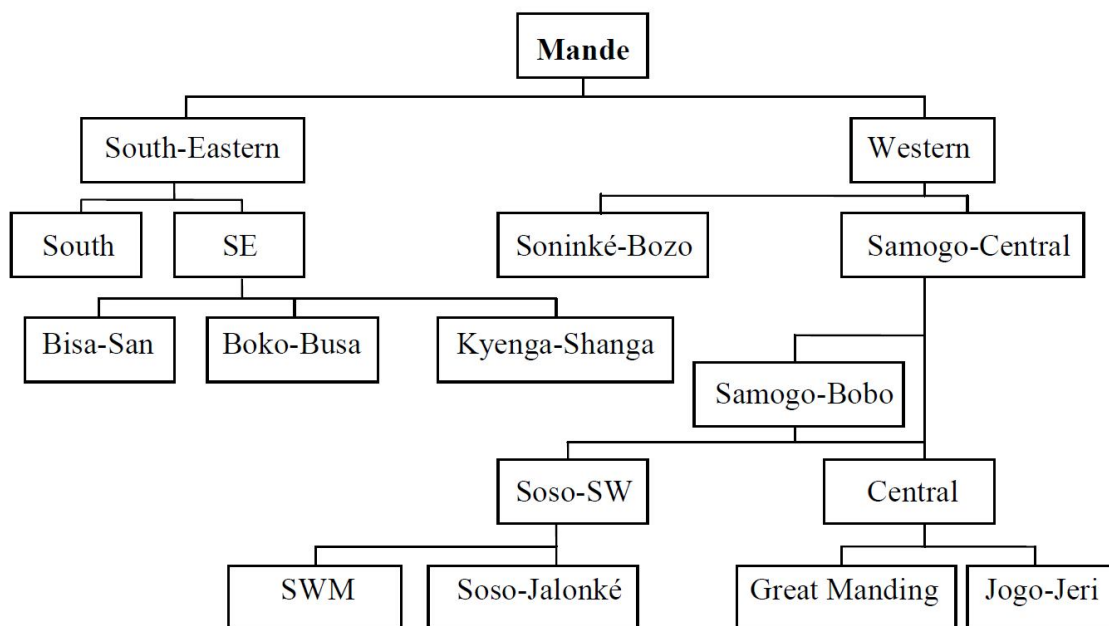 Mande
South-Eastern
Western
South
SE
Soninké-Bozo
Samogo-Central
Bisa-San
Boko-Busa
Kyenga-Shanga
Samogo-Bobo
Soso-SW
Central
SWM
Soso-Jalonké
Great Manding
Jogo-Jeri